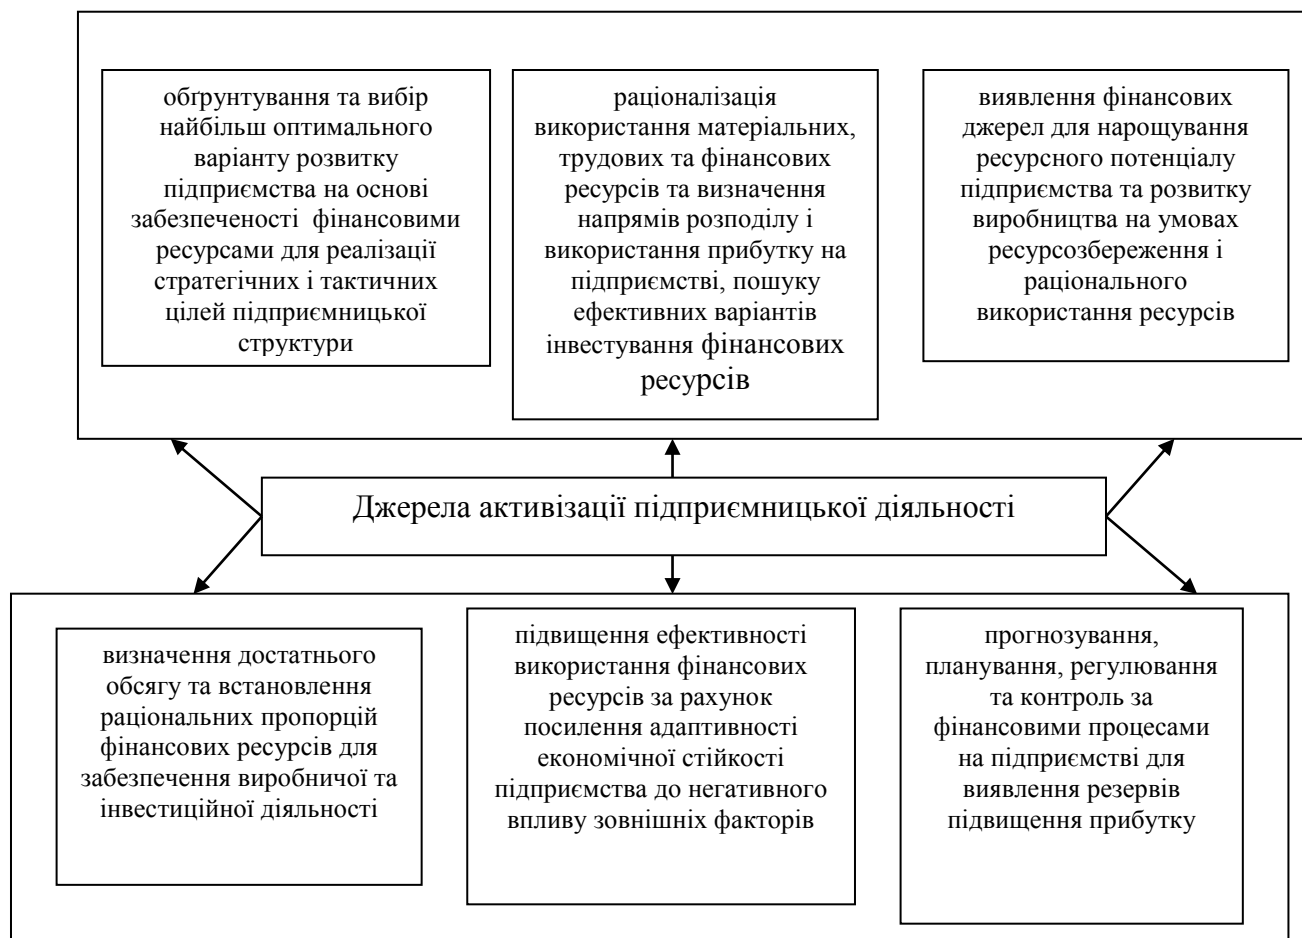 обґрунтування та вибір
найбільш оптимального
варіанту розвитку
підприємства на основі
забезпеченості фінансовими
ресурсами для реалізації
стратегічних і тактичних
цілей підприємницької
структури
раціоналізація
використання матеріальних,
трудових та фінансових
ресурсів та визначення
напрямів розподілу і
використання прибутку на
підприємстві, пошуку
ефективних варіантів
інвестування фінансових
ресурсів
виявлення фінансових
джерел для нарощування
ресурсного потенціалу
підприємства та розвитку
виробництва на умовах
ресурсозбереження і
раціонального
використання ресурсів
Джерела активізації підприємницької діяльності
визначення достатнього
обсягу та встановлення
раціональних пропорцій
фінансових ресурсів для
забезпечення виробничої та
інвестиційної діяльності
підвищення ефективності
використання фінансових
ресурсів за рахунок
посилення адаптивності
економічної стійкості
підприємства до негативного
впливу зовнішніх факторів
прогнозування,
планування, регулювання
та контроль за
фінансовими процесами
на підприємстві для
виявлення резервів
підвищення прибутку